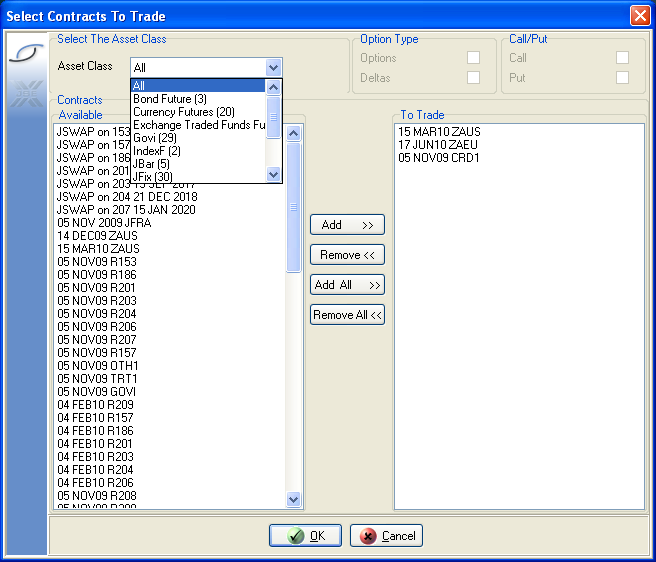 Select Contracts To Trade
Select The Asset Class
Asset Class
All
Option Type
Options
Deltas
Call/Put
Call
Put
All
Bond Future (3)
Currency Futures (20)
Exchange Traded Funds Fu
Govi (29)
IndexF (2)
JBar (5)
JFix (30)
Contracts
Available
JSWAP on 153
JSWAP on 157
JSWAP on 186
JSWAP on 201
JSWAP on 203 15 SEP 2017
JSWAP on 204 21 DEC 2018
JSWAP on 207 15 JAN 2020
05 NOV 2009 JFRA
14 DEC09 ZAUS
15 MAR10 ZAUS
05 NOV09 R153
05 NOV09 R186
05 NOV09 R201
05 NOV09 R203
05 NOV09 R204
05 NOV09 R206
05 NOV09 R207
05 NOV09 R157
05 NOV09 OTH1
05 NOV09 TRT1
05 NOV09 GOVI
04 FEB10 R209
04 FEB10 R157
04 FEB10 R186
04 FEB10 R201
04 FEB10 R203
04 FEB10 R204
04 FEB10 R206
05 NOV09 R208
05 NOV09 R209
Add >>
Remove <<
Add All >>
Remove All <<
To Trade
15 MAR10 ZAUS
17 JUN10 ZAEU
05 NOV09 CRD1
OK
Cancel